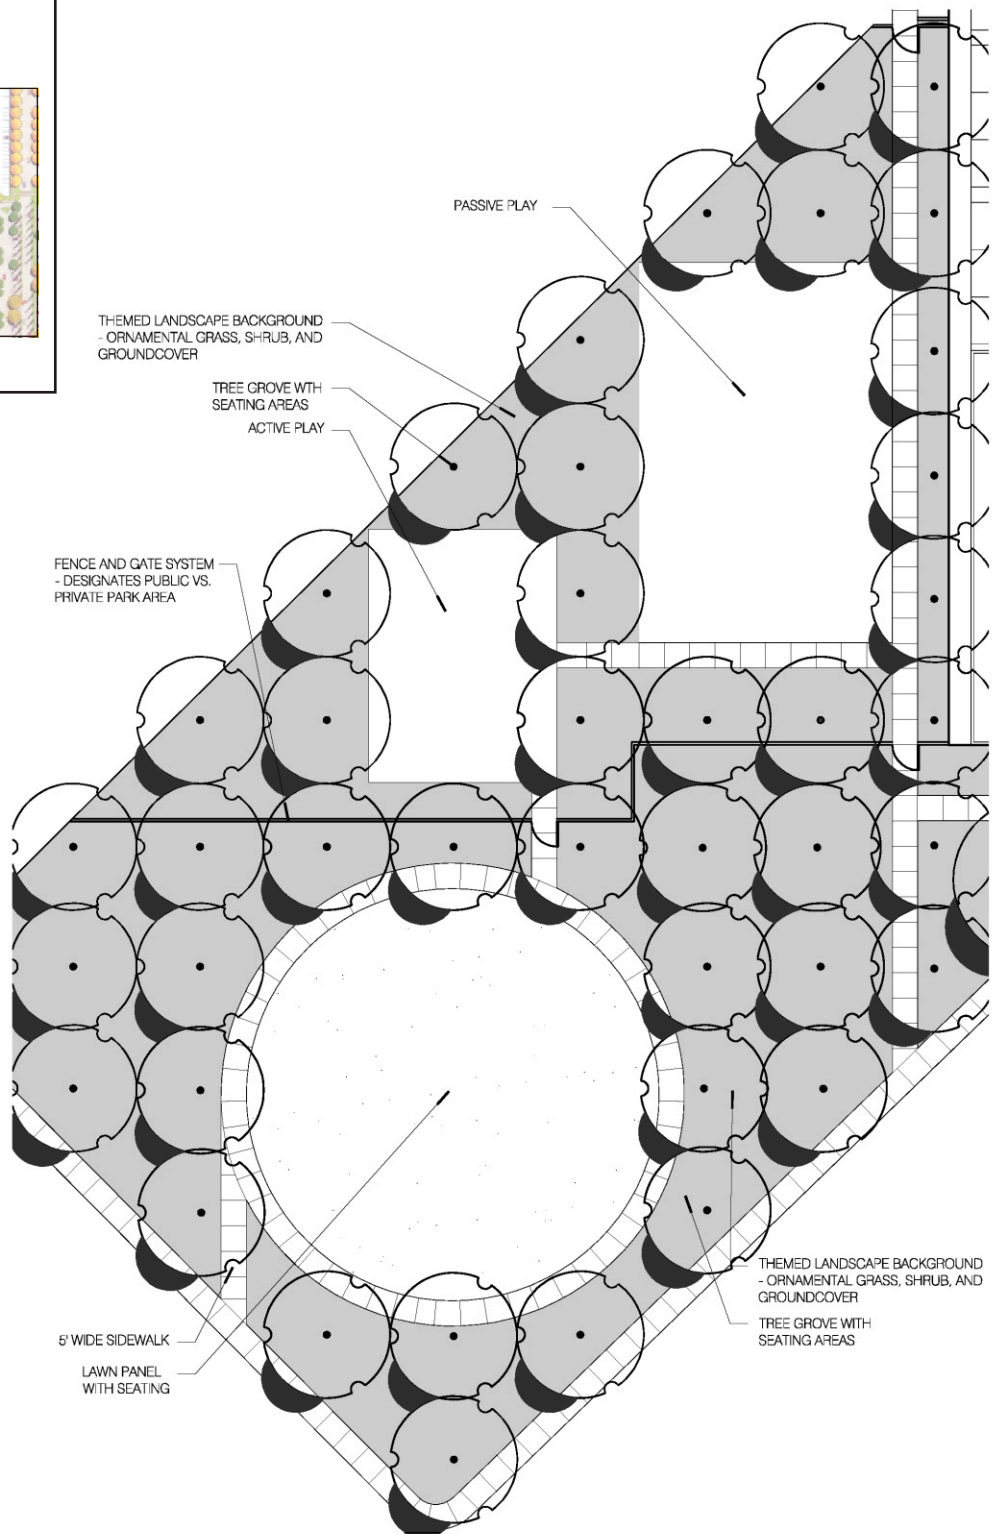 PASSIVE PLAY
THEMED LANDSCAPE BACKGROUND
- ORNAMENTAL GRASS, SHRUB, AND
GROUNDCOVER
TREE GROVE WTH
SEATING AREAS
ACTIVE PLAY
FENCE AND GATE SYSTEM
- DESIGNATES PUBLIC VS.
PRIVATE PARK AREA
THEMED LANDSCAPE BACKGROUND
- ORNAMENTAL GRASS, SHRUB, AND
GROUNDCOVER
TREE GROVE WITH
SEATING AREAS
5' WIDE SIDEWALK
LAWN PANEL
WITH SEATING